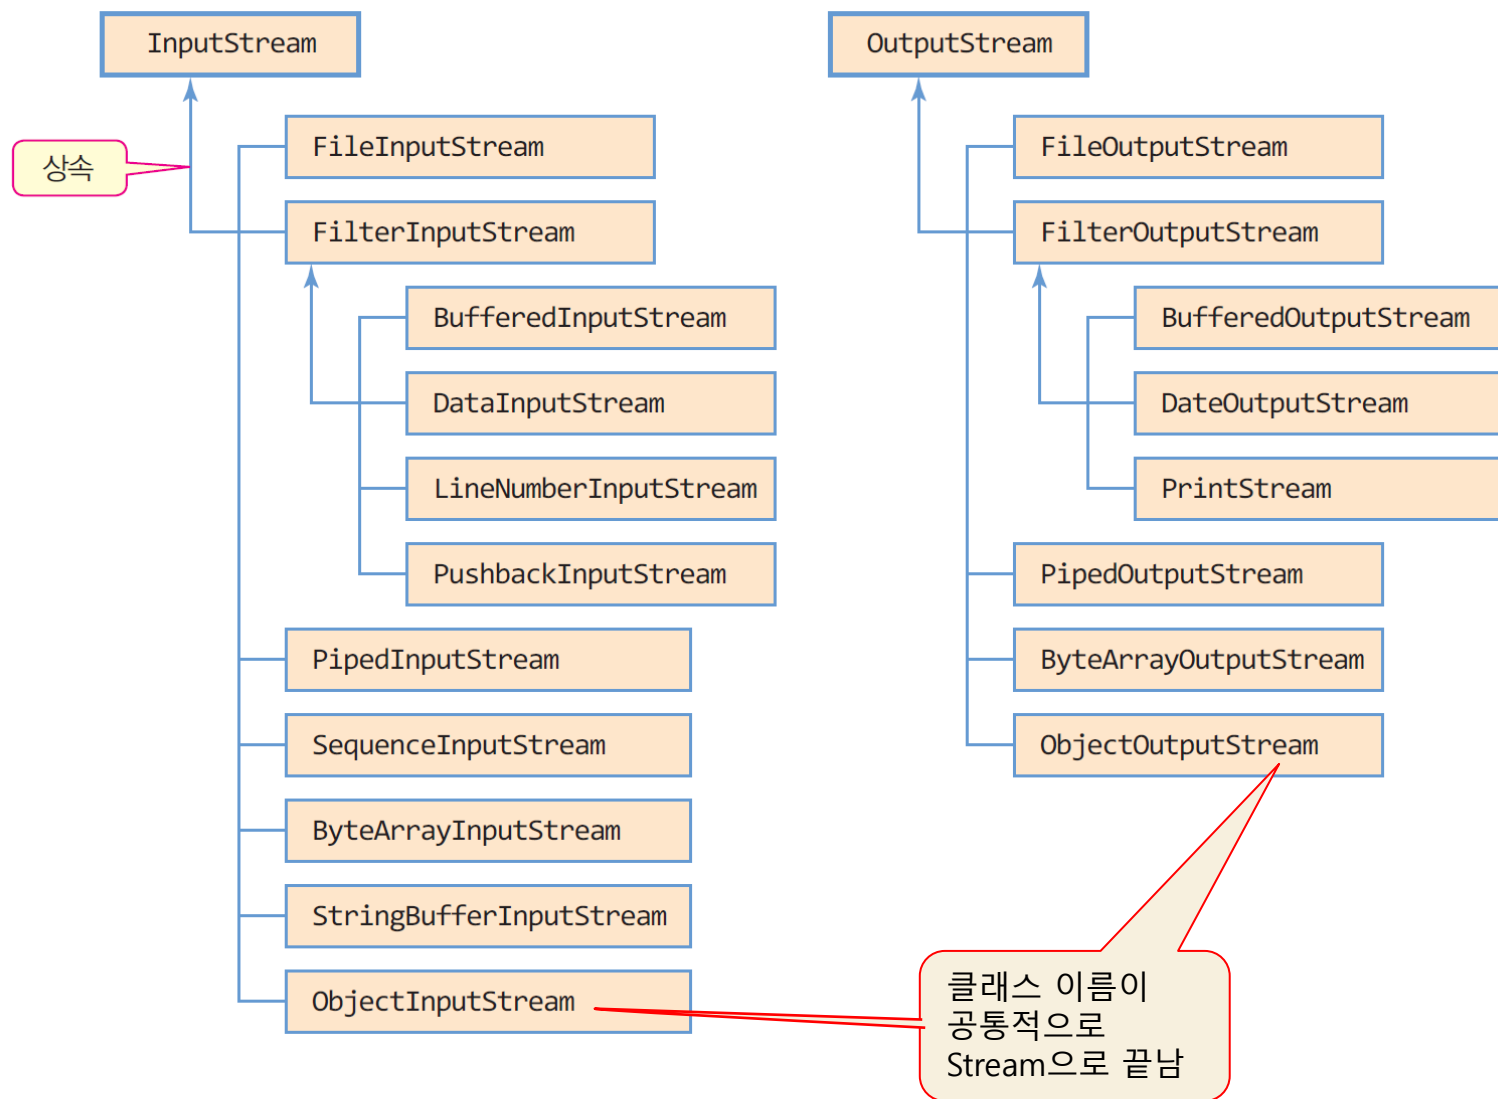 InputStream
상속
FileInputStream
FilterInputStream
BufferedInputStream
DataInputStream
LineNumberInputStream
PushbackInputStream
PipedInputStream
SequenceInputStream
ByteArrayInputStream
StringBufferInputStream
ObjectInputStream
OutputStream
FileOutputStream
FilterOutputStream
BufferedOutputStream
DateOutputStream
PrintStream
PipedOutputStream
ByteArrayOutputStream
ObjectOutputStream
클래스 이름이
공통적으로
Stream으로 끝남